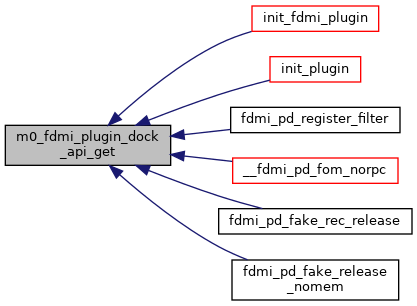 init_fdmi_plugin
init_plugin
fdmi_pd_register_filter
m0_fdmi_plugin_dock
_api_get
__fdmi_pd_fom_norpc
fdmi_pd_fake_rec_release
fdmi_pd_fake_release
_nomem